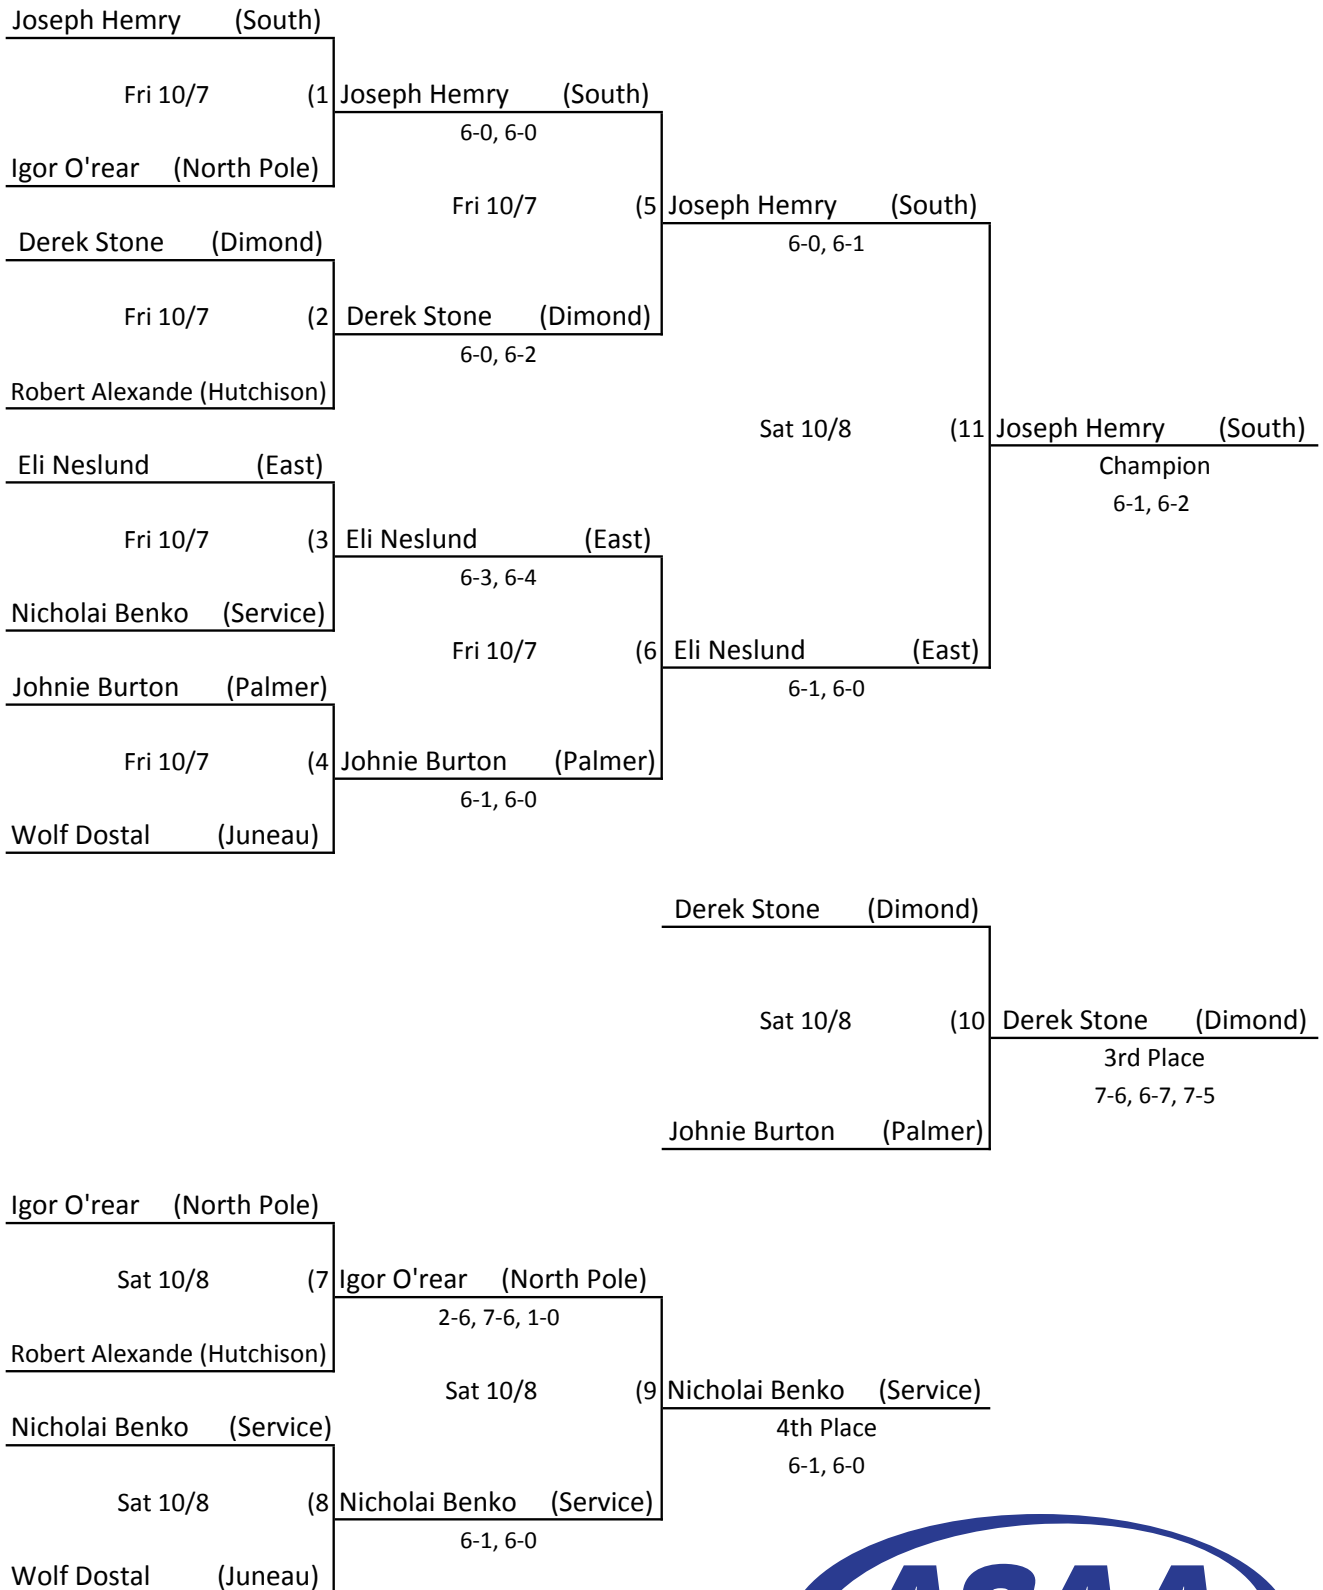 Joseph Hemry (South)
Fri 10/7 (1 Joseph Hemry (South)
6-0, 6-0
Igor O'rear (North Pole)
Fri 10/7 (5 Joseph Hemry (South)
Derek Stone (Dimond)
6-0, 6-1
Fri 10/7 (2 Derek Stone (Dimond)
6-0, 6-2
Robert Alexande (Hutchison)
Sat 10/8 (11 Joseph Hemry (South)
Eli Neslund (East)
Champion
6-1, 6-2
Fri 10/7 (3 Eli Neslund (East)
6-3, 6-4
Nicholai Benko (Service)
Fri 10/7 (6 Eli Neslund (East)
Johnie Burton (Palmer)
6-1, 6-0
Fri 10/7 (4 Johnie Burton (Palmer)
6-1, 6-0
Wolf Dostal (Juneau)
Derek Stone (Dimond)
Sat 10/8 (10 Derek Stone (Dimond)
3rd Place
7-6, 6-7, 7-5
Johnie Burton (Palmer)
Igor O'rear (North Pole)
Sat 10/8 (7 Igor O'rear (North Pole)
2-6, 7-6, 1-0
Robert Alexande (Hutchison)
Sat 10/8 (9 Nicholai Benko (Service)
Nicholai Benko (Service)
4th Place
6-1, 6-0
Sat 10/8 (8 Nicholai Benko (Service)
6-1, 6-0
Wolf Dostal (Juneau)
ASAA